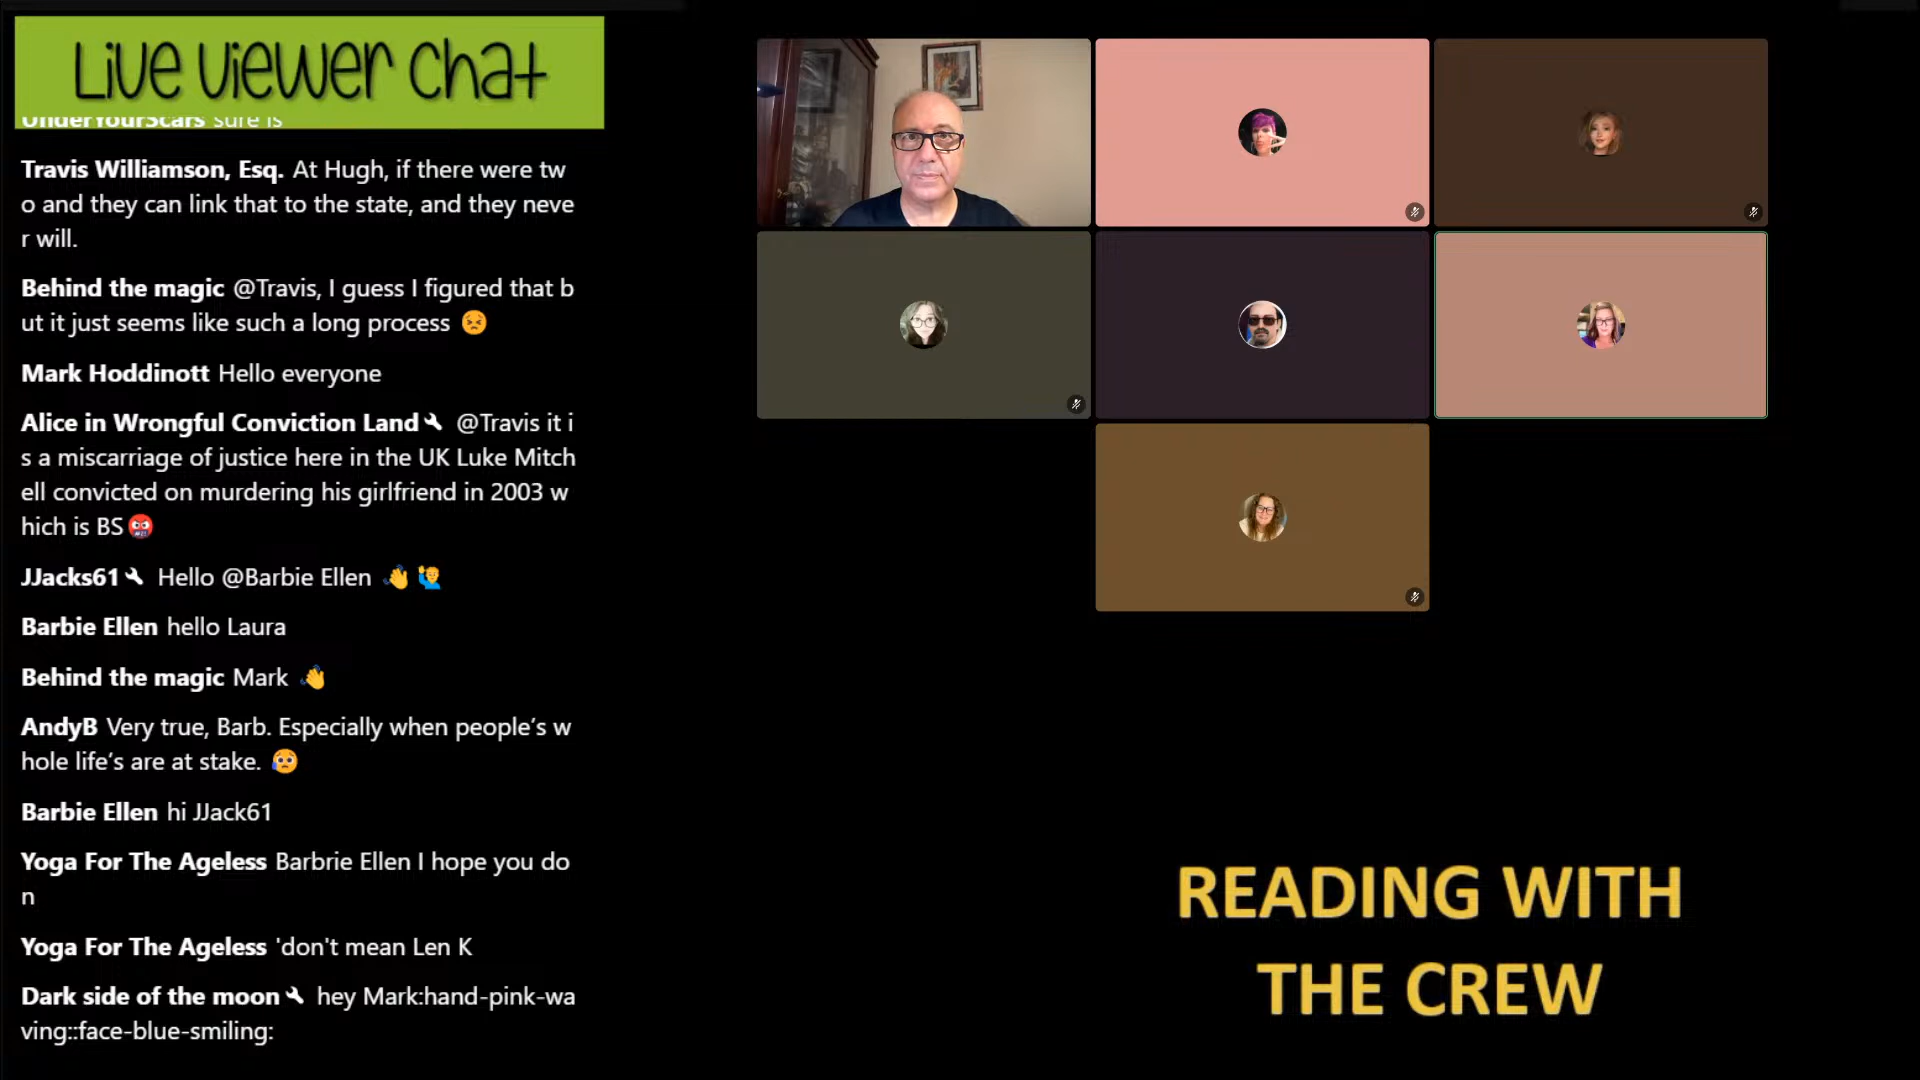 Live Viewer Chat
UnderYourScars sure is
Travis Williamson, Esq. At Hugh, if there were tw
o and they can link that to the state, and they neve
r will.
Behind the magic @Travis, I guess I figured that b
ut it just seems like such a long process 😣
Mark Hoddinott Hello everyone
Alice in Wrongful Conviction Land @Travis it i
s a miscarriage of justice here in the UK Luke Mitch
ell convicted on murdering his girlfriend in 2003 w
hich is BS🤬
JJacks61 Hello @Barbie Ellen 👋 🙋‍♂️
Barbie Ellen hello Laura
Behind the magic Mark 👋
AndyB Very true, Barb. Especially when people’s w
hole life’s are at stake. 😥
Barbie Ellen hi JJack61
Yoga For The Ageless Barbrie Ellen I hope you do
n
Yoga For The Ageless 'don't mean Len K
Dark side of the moon hey Mark:hand-pink-wa
ving::face-blue-smiling:
READING WITH
THE CREW